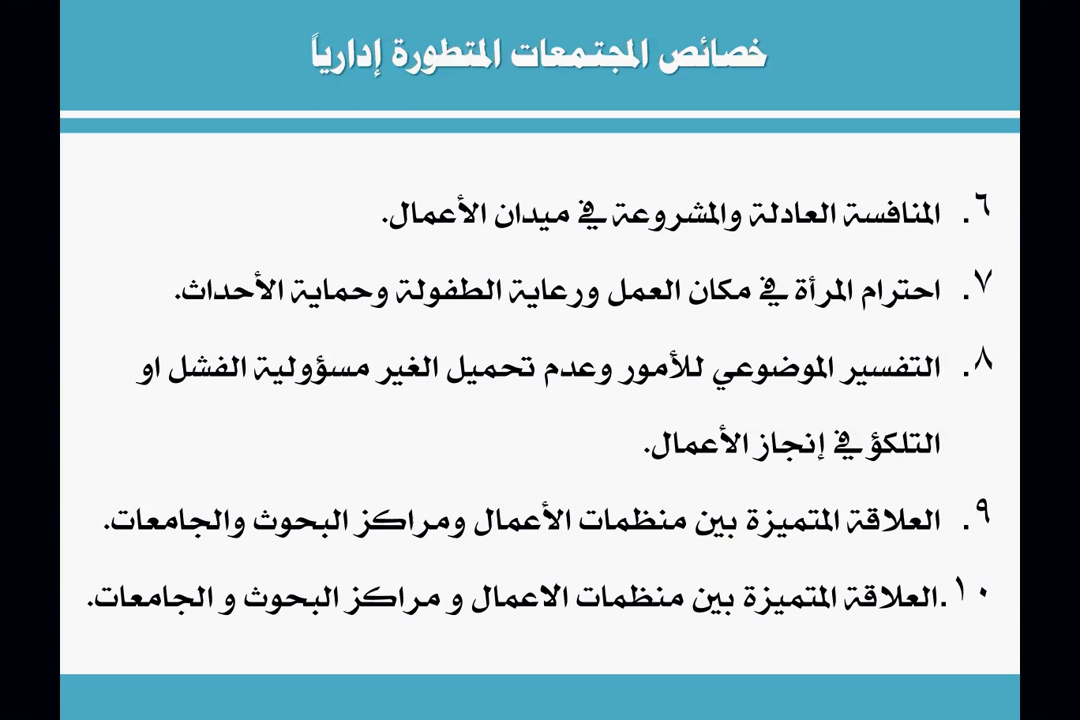 خصائص المجتمعات المتطورة إدارياً
٦. المنافسة العادلة والمشروعة في ميدان الأعمال.
٧. احترام المرأة في مكان العمل ورعاية الطفولة وحماية الأحداث.
٨. التفسير الموضوعي للأمور وعدم تحميل الغير مسؤولية الفشل او
التلكؤ في إنجاز الأعمال.
٩. العلاقة المتميزة بين منظمات الأعمال ومراكز البحوث والجامعات.
١٠.العلاقة المتميزة بين منظمات الاعمال و مراكز البحوث و الجامعات.